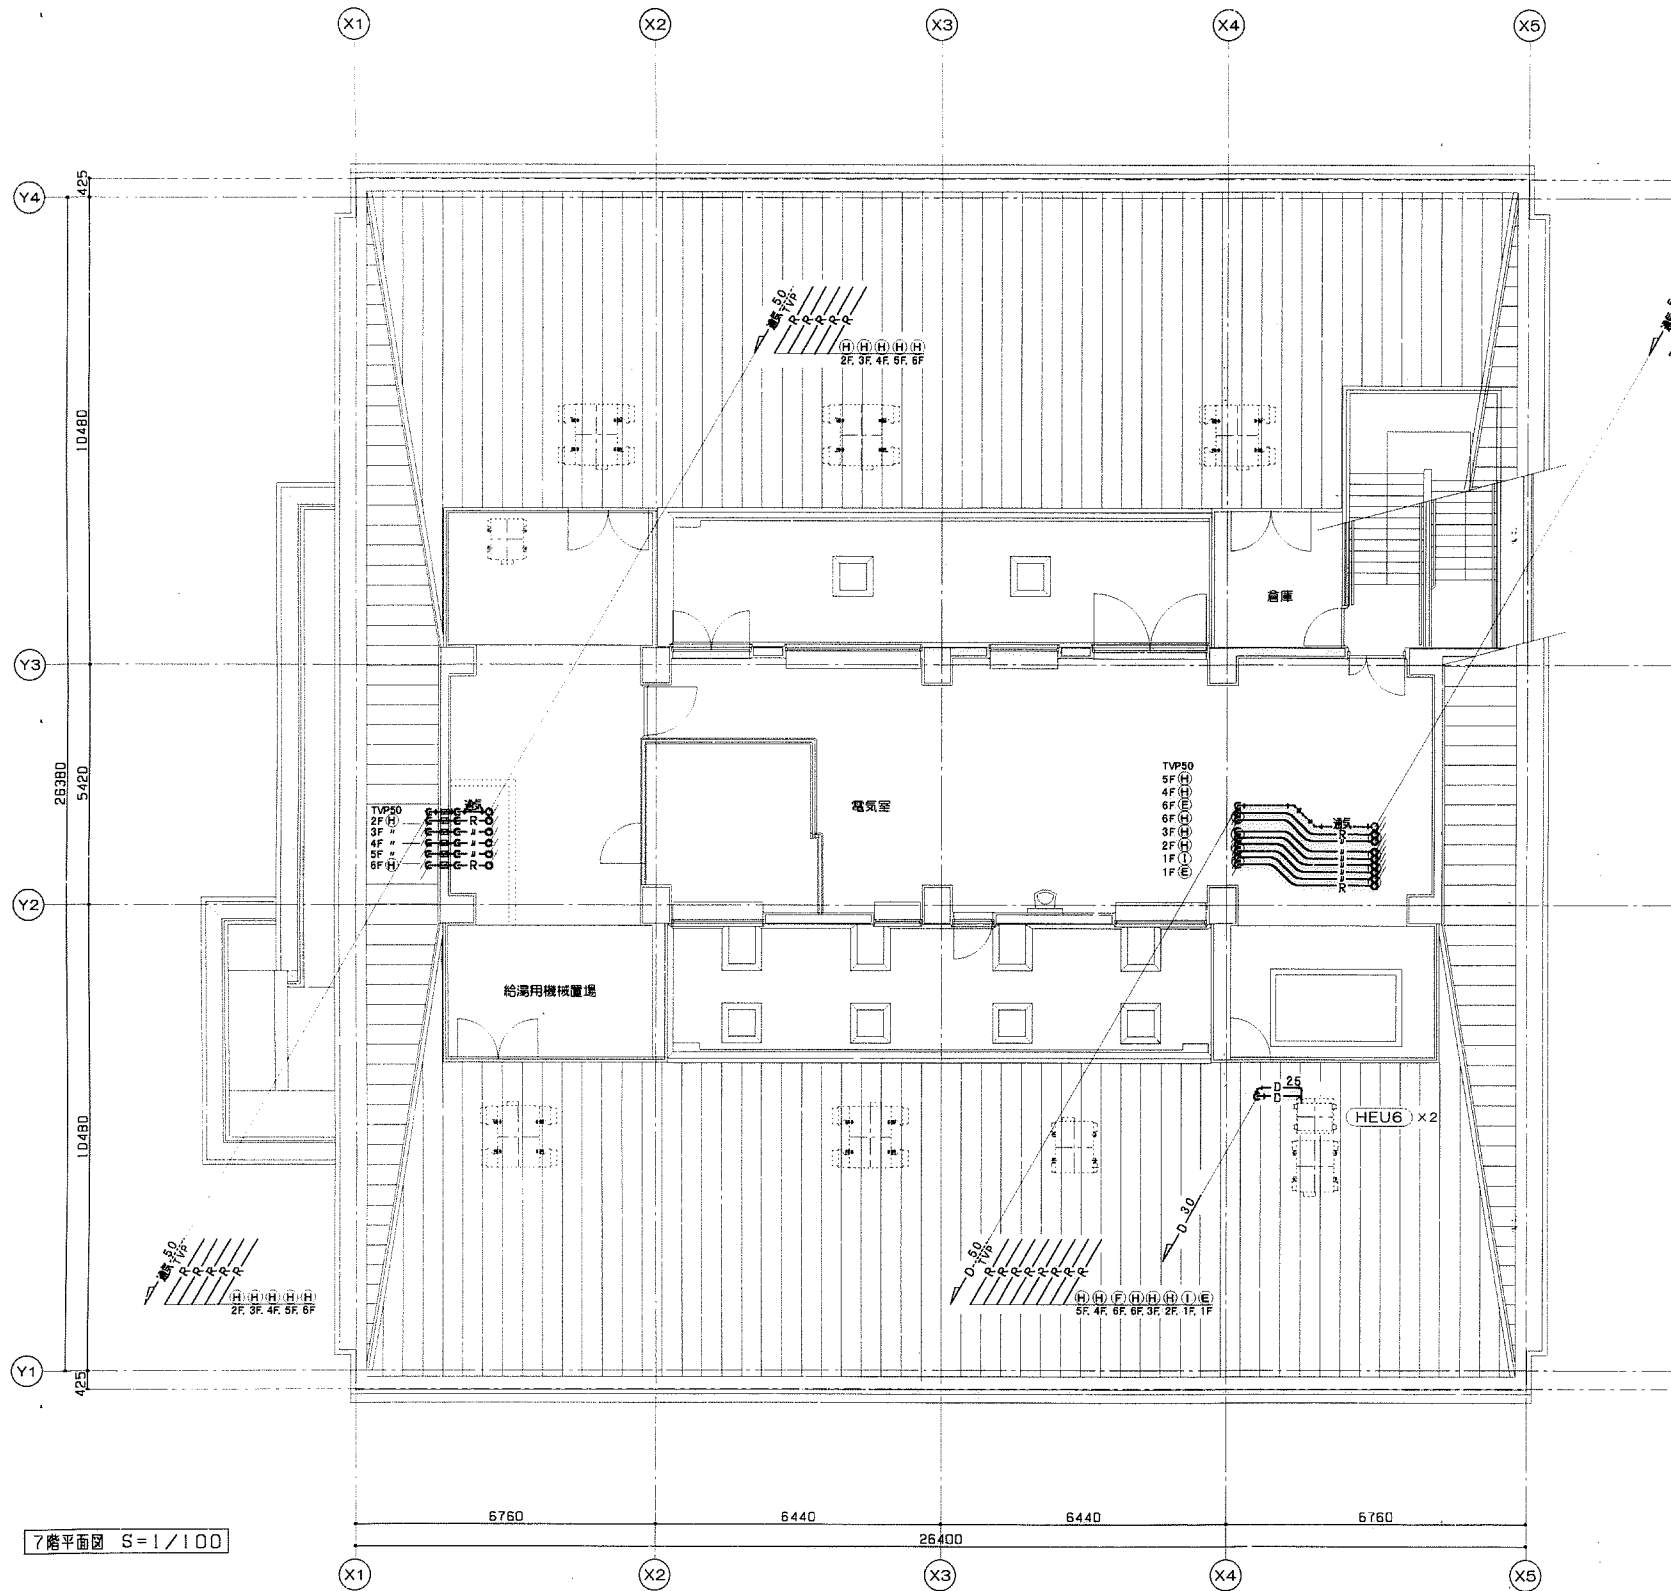 X1 X2 X3 X4 X5
Y4
425
通気 50
TVP
R R R R R
H H H H H
2F. 3F. 4F. 5F. 6F
10480
倉庫
Y3
26380
5420
電気室
TVP50
2F H
3F 〃
4F 〃
5F 〃
6F H
通気
R
〃
〃
〃
R
TVP50
5F H
4F H
6F E
6F H
3F H
2F H
1F I
1F E
通気
R
〃
R
Y2
給湯用機械置場
D 25
D
HEU6 ×2
10480
D 30
通気 50
TVP
R R R R R
H H H H H
2F. 3F. 4F. 5F. 6F
D 50
TVP
R R R R R R R R
H H F H H H I E
5F. 4F. 6F. 6F. 3F. 2F. 1F. 1F
Y1
425
6760 6440 6440 6760
26400
7階平面図 S=1/100
X1 X2 X3 X4 X5